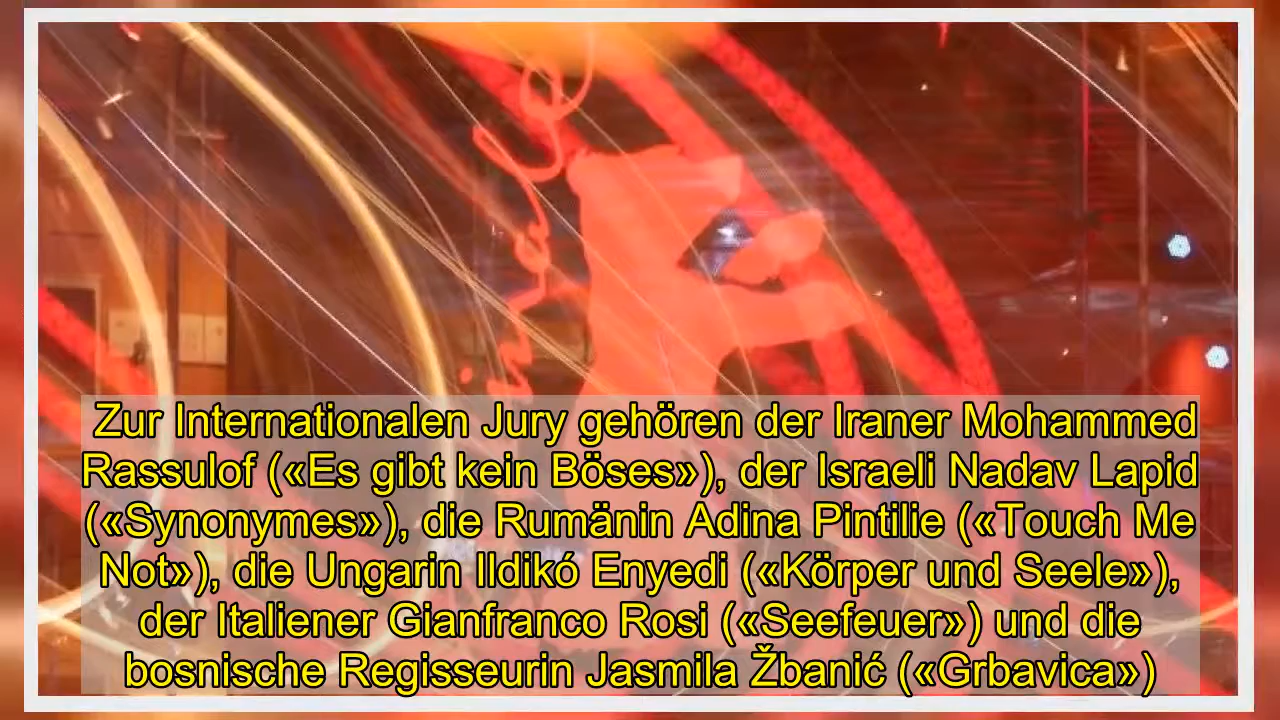 Zur Internationalen Jury gehören der Iraner Mohammed
Rassulof («Es gibt kein Böses»), der Israeli Nadav Lapid
(«Synonymes»), die Rumänin Adina Pintilie («Touch Me
Not»), die Ungarin Ildikó Enyedi («Körper und Seele»),
der Italiener Gianfranco Rosi («Seefeuer») und die
bosnische Regisseurin Jasmila Žbanić («Grbavica»)